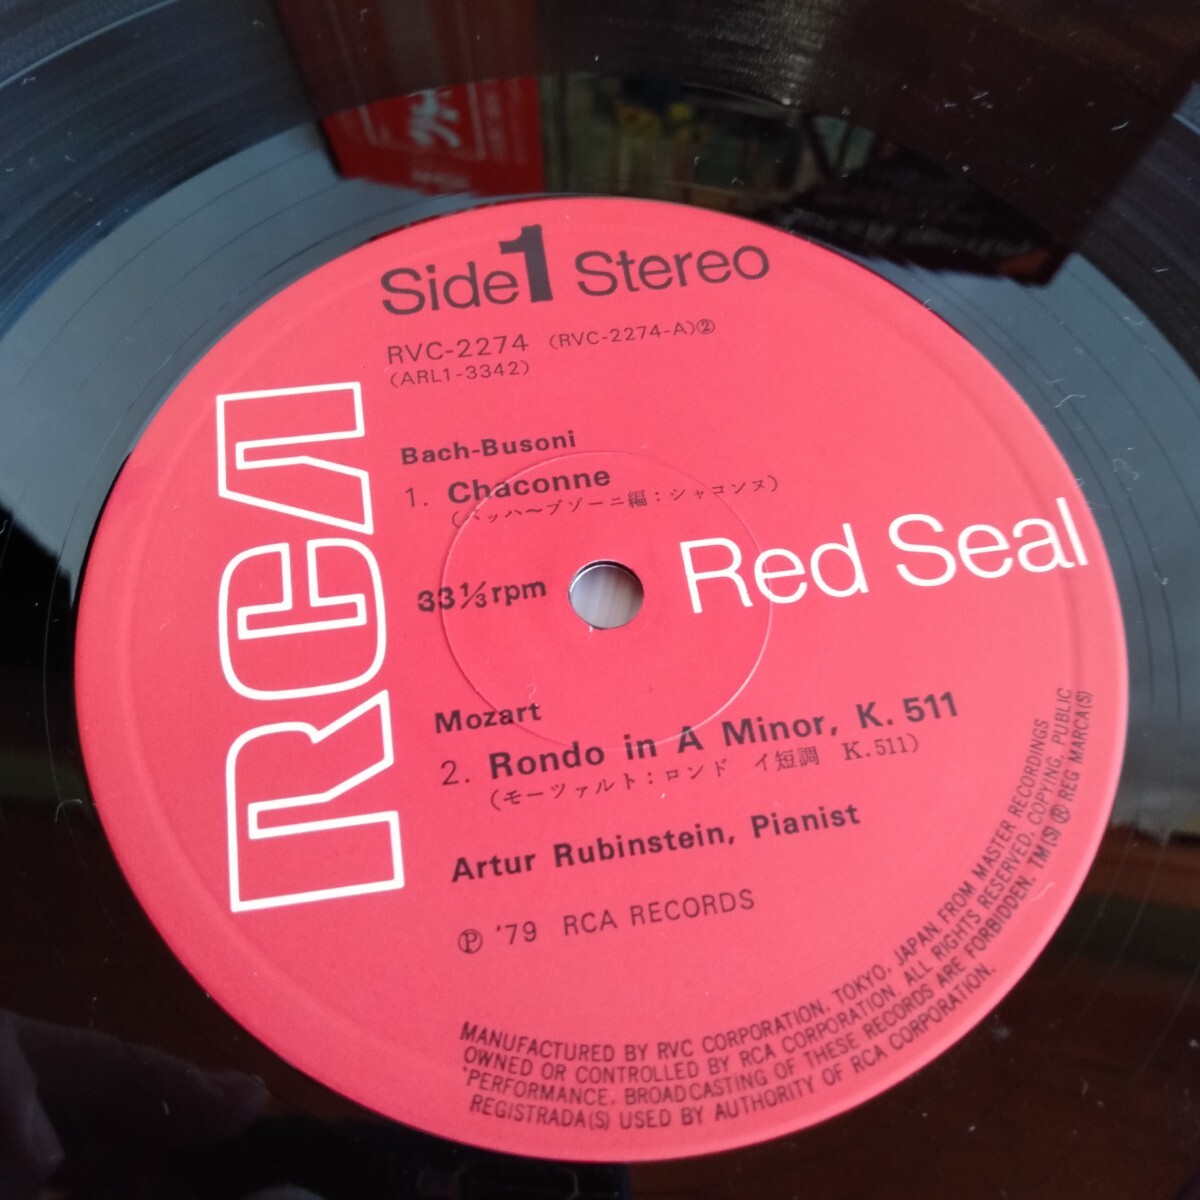 Side 1 Stereo
RVC-2274 (RVC-2274-A)②
(ARL1-3342)
RCA
Bach-Busoni
1. Chaconne
(バッハ〜ブゾーニ編:シャコンヌ)
33⅓rpm
Red Seal
Mozart
2. Rondo in A Minor, K. 511
(モーツァルト:ロンド イ短調 K.511)
Artur Rubinstein, Pianist
Ⓟ '79 RCA RECORDS
MANUFACTURED BY RVC CORPORATION, TOKYO, JAPAN, FROM MASTER RECORDINGS
OWNED OR CONTROLLED BY RCA CORPORATION. ALL RIGHTS RESERVED. COPYING, PUBLIC
"PERFORMANCE, BROADCASTING OF THESE RECORDS ARE FORBIDDEN. TM(S) ® REG MARCA(S)
REGISTRADA(S) USED BY AUTHORITY OF RCA CORPORATION.